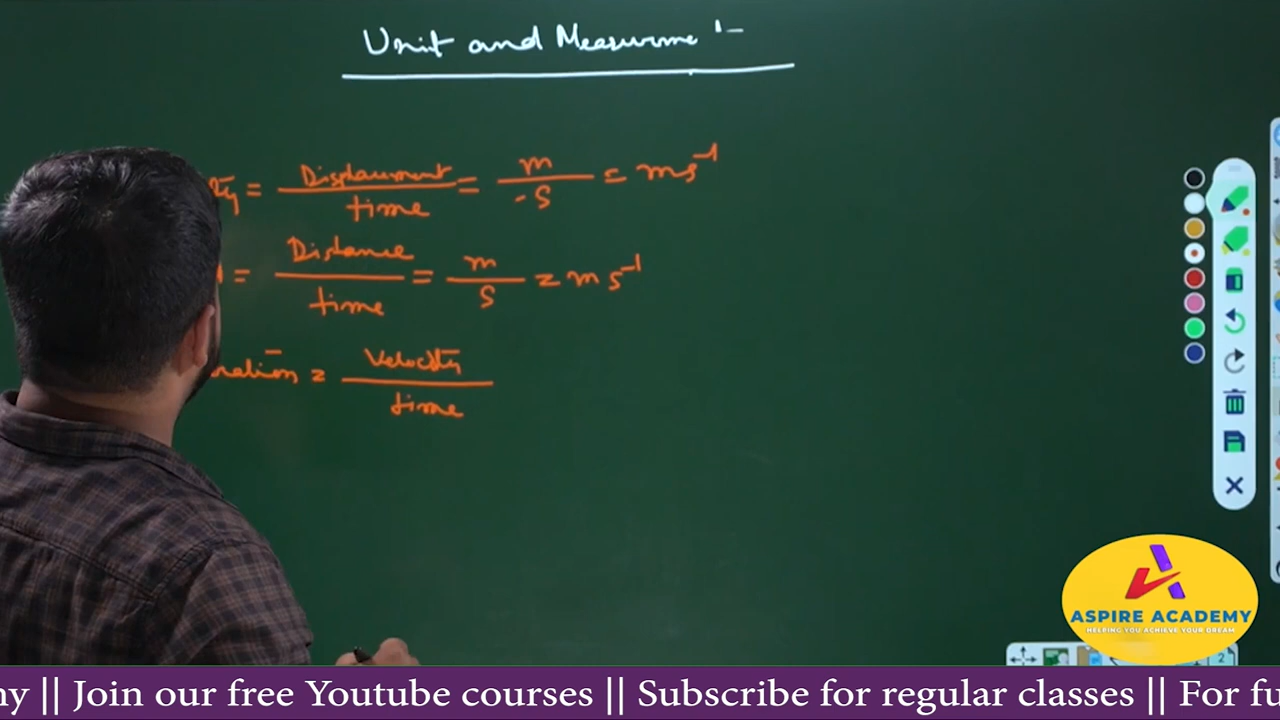 Unit and Measurme
= Displacement / time = m / s = ms⁻¹
= Distance / time = m / s = m s⁻¹
ration = Velocity / time
ASPIRE ACADEMY
HELPING YOU ACHIEVE YOUR DREAM
|| Join our free Youtube courses || Subscribe for regular classes || For fu